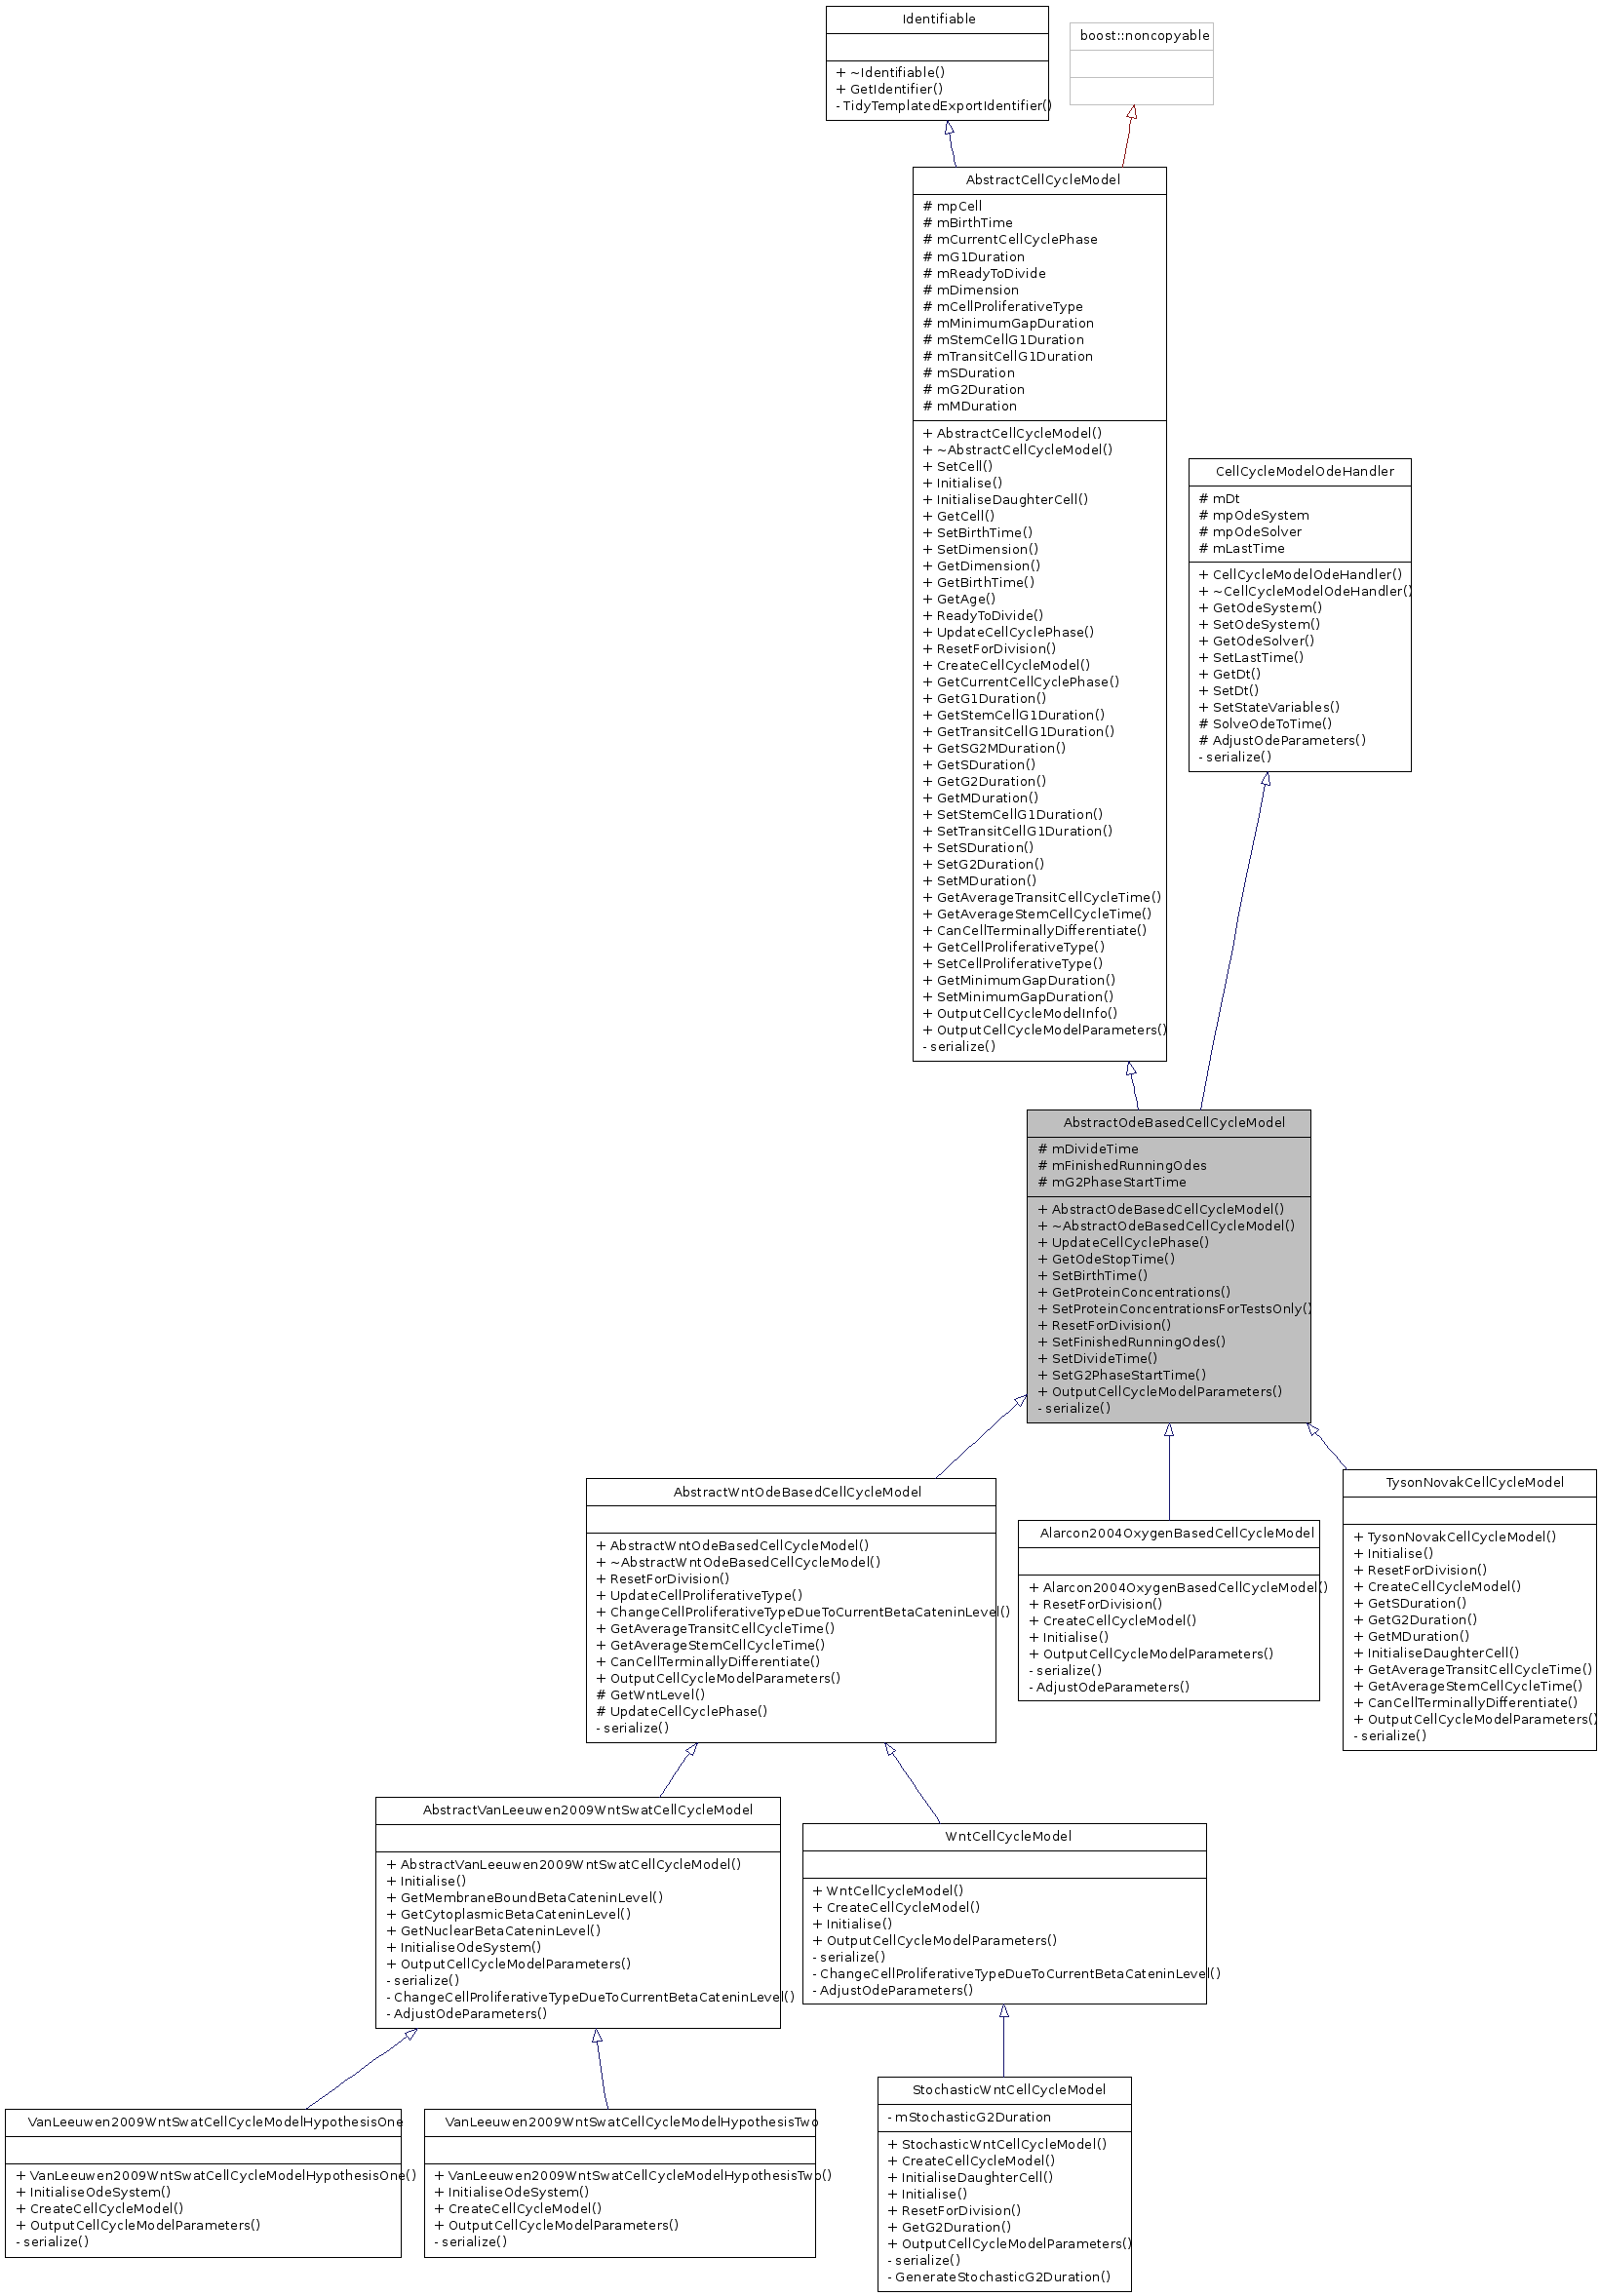 Identifiable
+ ~Identifiable()
+ GetIdentifier()
- TidyTemplatedExportIdentifier()
boost::noncopyable
AbstractCellCycleModel
# mpCell
# mBirthTime
# mCurrentCellCyclePhase
# mG1Duration
# mReadyToDivide
# mDimension
# mCellProliferativeType
# mMinimumGapDuration
# mStemCellG1Duration
# mTransitCellG1Duration
# mSDuration
# mG2Duration
# mMDuration
+ AbstractCellCycleModel()
+ ~AbstractCellCycleModel()
+ SetCell()
+ Initialise()
+ InitialiseDaughterCell()
+ GetCell()
+ SetBirthTime()
+ SetDimension()
+ GetDimension()
+ GetBirthTime()
+ GetAge()
+ ReadyToDivide()
+ UpdateCellCyclePhase()
+ ResetForDivision()
+ CreateCellCycleModel()
+ GetCurrentCellCyclePhase()
+ GetG1Duration()
+ GetStemCellG1Duration()
+ GetTransitCellG1Duration()
+ GetSG2MDuration()
+ GetSDuration()
+ GetG2Duration()
+ GetMDuration()
+ SetStemCellG1Duration()
+ SetTransitCellG1Duration()
+ SetSDuration()
+ SetG2Duration()
+ SetMDuration()
+ GetAverageTransitCellCycleTime()
+ GetAverageStemCellCycleTime()
+ CanCellTerminallyDifferentiate()
+ GetCellProliferativeType()
+ SetCellProliferativeType()
+ GetMinimumGapDuration()
+ SetMinimumGapDuration()
+ OutputCellCycleModelInfo()
+ OutputCellCycleModelParameters()
- serialize()
CellCycleModelOdeHandler
# mDt
# mpOdeSystem
# mpOdeSolver
# mLastTime
+ CellCycleModelOdeHandler()
+ ~CellCycleModelOdeHandler()
+ GetOdeSystem()
+ SetOdeSystem()
+ GetOdeSolver()
+ SetLastTime()
+ GetDt()
+ SetDt()
+ SetStateVariables()
# SolveOdeToTime()
# AdjustOdeParameters()
- serialize()
AbstractOdeBasedCellCycleModel
# mDivideTime
# mFinishedRunningOdes
# mG2PhaseStartTime
+ AbstractOdeBasedCellCycleModel()
+ ~AbstractOdeBasedCellCycleModel()
+ UpdateCellCyclePhase()
+ GetOdeStopTime()
+ SetBirthTime()
+ GetProteinConcentrations()
+ SetProteinConcentrationsForTestsOnly()
+ ResetForDivision()
+ SetFinishedRunningOdes()
+ SetDivideTime()
+ SetG2PhaseStartTime()
+ OutputCellCycleModelParameters()
- serialize()
AbstractWntOdeBasedCellCycleModel
+ AbstractWntOdeBasedCellCycleModel()
+ ~AbstractWntOdeBasedCellCycleModel()
+ ResetForDivision()
+ UpdateCellProliferativeType()
+ ChangeCellProliferativeTypeDueToCurrentBetaCateninLevel()
+ GetAverageTransitCellCycleTime()
+ GetAverageStemCellCycleTime()
+ CanCellTerminallyDifferentiate()
+ OutputCellCycleModelParameters()
# GetWntLevel()
# UpdateCellCyclePhase()
- serialize()
Alarcon2004OxygenBasedCellCycleModel
+ Alarcon2004OxygenBasedCellCycleModel()
+ ResetForDivision()
+ CreateCellCycleModel()
+ Initialise()
+ OutputCellCycleModelParameters()
- serialize()
- AdjustOdeParameters()
TysonNovakCellCycleModel
+ TysonNovakCellCycleModel()
+ Initialise()
+ ResetForDivision()
+ CreateCellCycleModel()
+ GetSDuration()
+ GetG2Duration()
+ GetMDuration()
+ InitialiseDaughterCell()
+ GetAverageTransitCellCycleTime()
+ GetAverageStemCellCycleTime()
+ CanCellTerminallyDifferentiate()
+ OutputCellCycleModelParameters()
- serialize()
AbstractVanLeeuwen2009WntSwatCellCycleModel
+ AbstractVanLeeuwen2009WntSwatCellCycleModel()
+ Initialise()
+ GetMembraneBoundBetaCateninLevel()
+ GetCytoplasmicBetaCateninLevel()
+ GetNuclearBetaCateninLevel()
+ InitialiseOdeSystem()
+ OutputCellCycleModelParameters()
- serialize()
- ChangeCellProliferativeTypeDueToCurrentBetaCateninLevel()
- AdjustOdeParameters()
WntCellCycleModel
+ WntCellCycleModel()
+ CreateCellCycleModel()
+ Initialise()
+ OutputCellCycleModelParameters()
- serialize()
- ChangeCellProliferativeTypeDueToCurrentBetaCateninLevel()
- AdjustOdeParameters()
VanLeeuwen2009WntSwatCellCycleModelHypothesisOne
+ VanLeeuwen2009WntSwatCellCycleModelHypothesisOne()
+ InitialiseOdeSystem()
+ CreateCellCycleModel()
+ OutputCellCycleModelParameters()
- serialize()
VanLeeuwen2009WntSwatCellCycleModelHypothesisTwo
+ VanLeeuwen2009WntSwatCellCycleModelHypothesisTwo()
+ InitialiseOdeSystem()
+ CreateCellCycleModel()
+ OutputCellCycleModelParameters()
- serialize()
StochasticWntCellCycleModel
- mStochasticG2Duration
+ StochasticWntCellCycleModel()
+ CreateCellCycleModel()
+ InitialiseDaughterCell()
+ Initialise()
+ ResetForDivision()
+ GetG2Duration()
+ OutputCellCycleModelParameters()
- serialize()
- GenerateStochasticG2Duration()